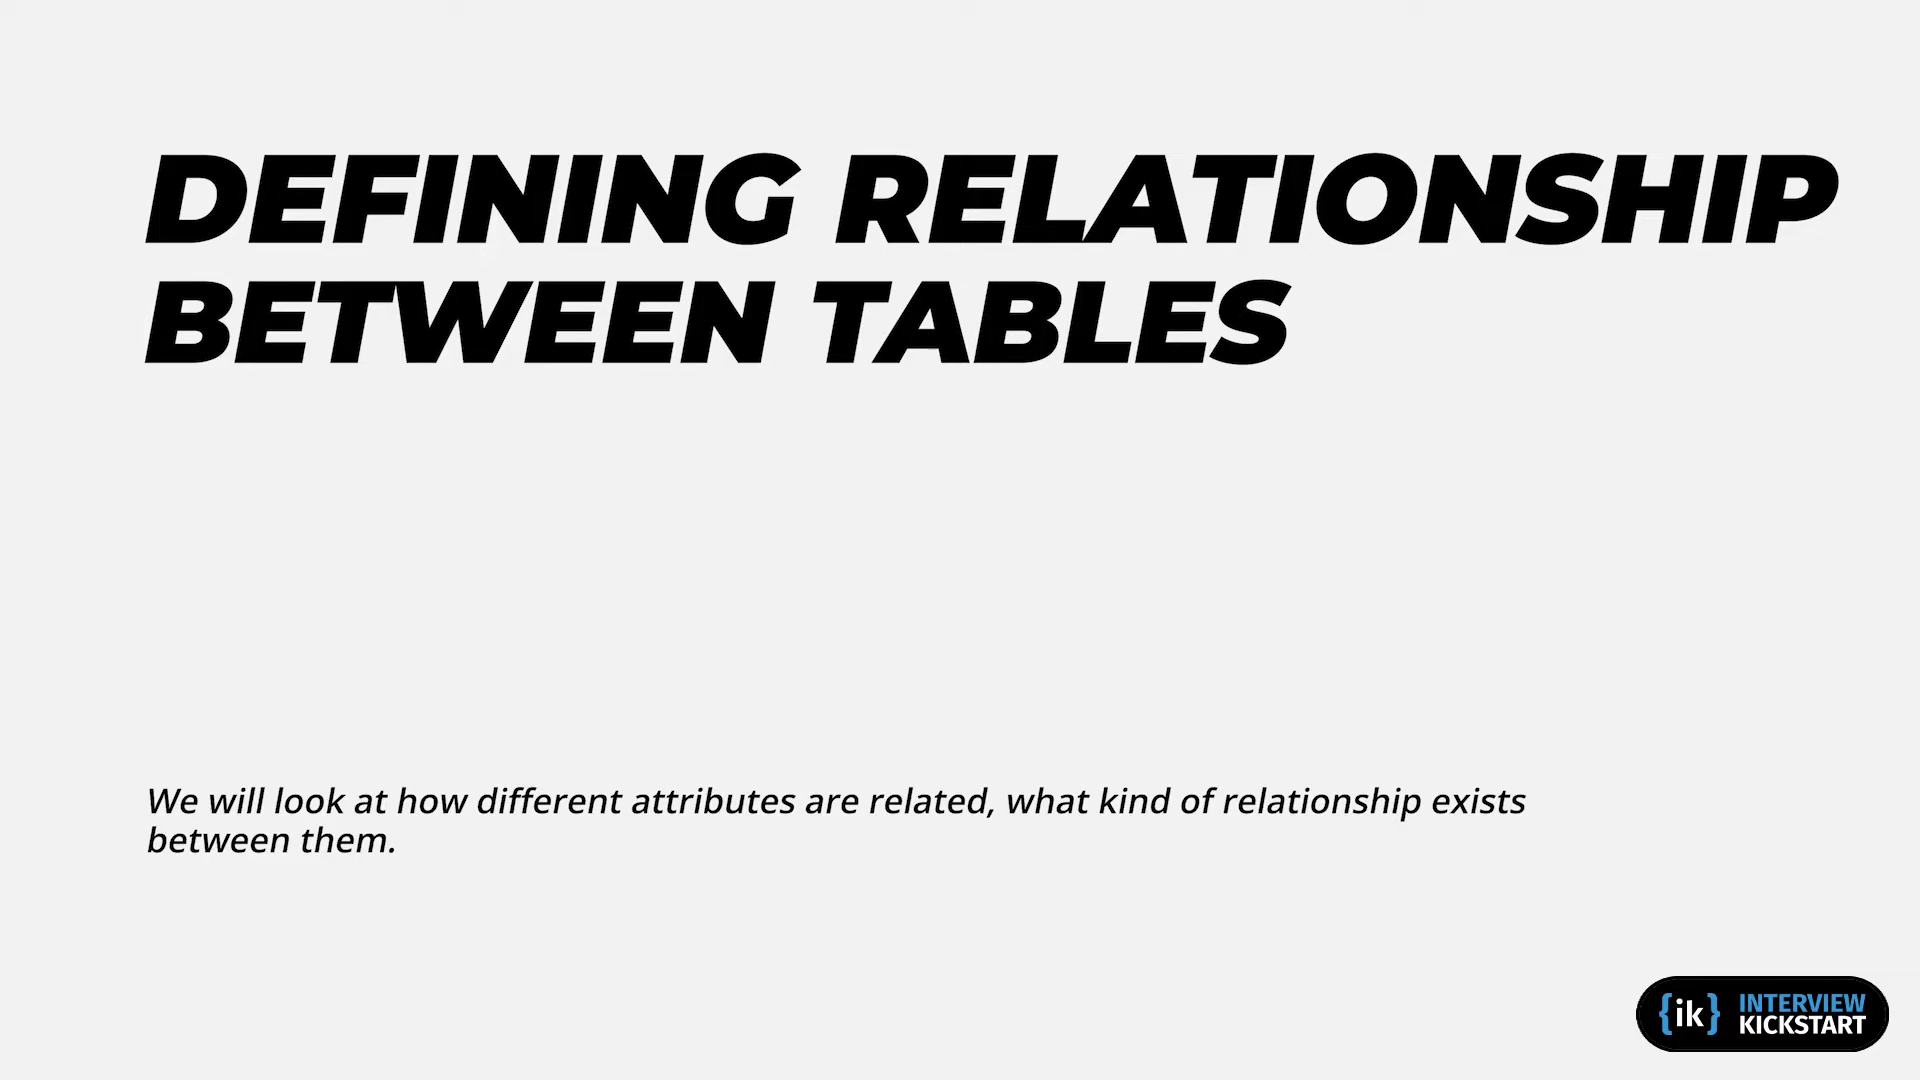 DEFINING RELATIONSHIP
BETWEEN TABLES
We will look at how different attributes are related, what kind of relationship exists
between them.
{ik} INTERVIEW
KICKSTART